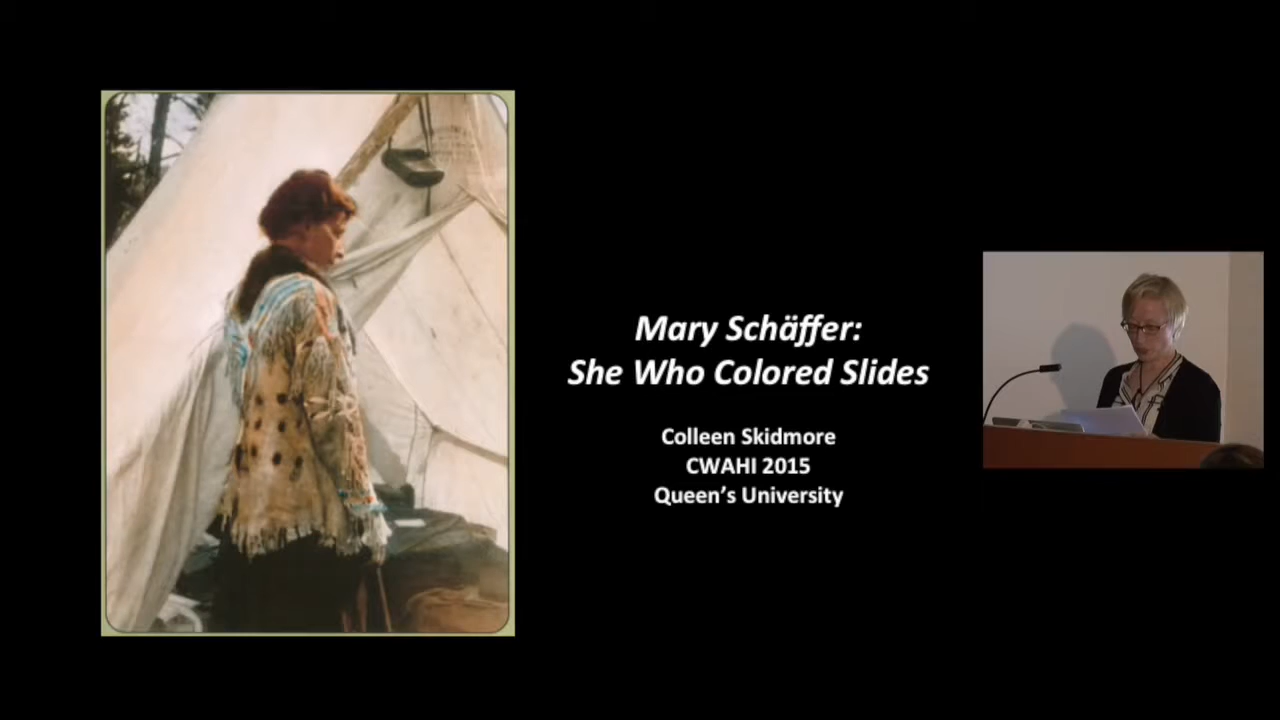 Mary Schäffer:
She Who Colored Slides
Colleen Skidmore
CWAHI 2015
Queen's University